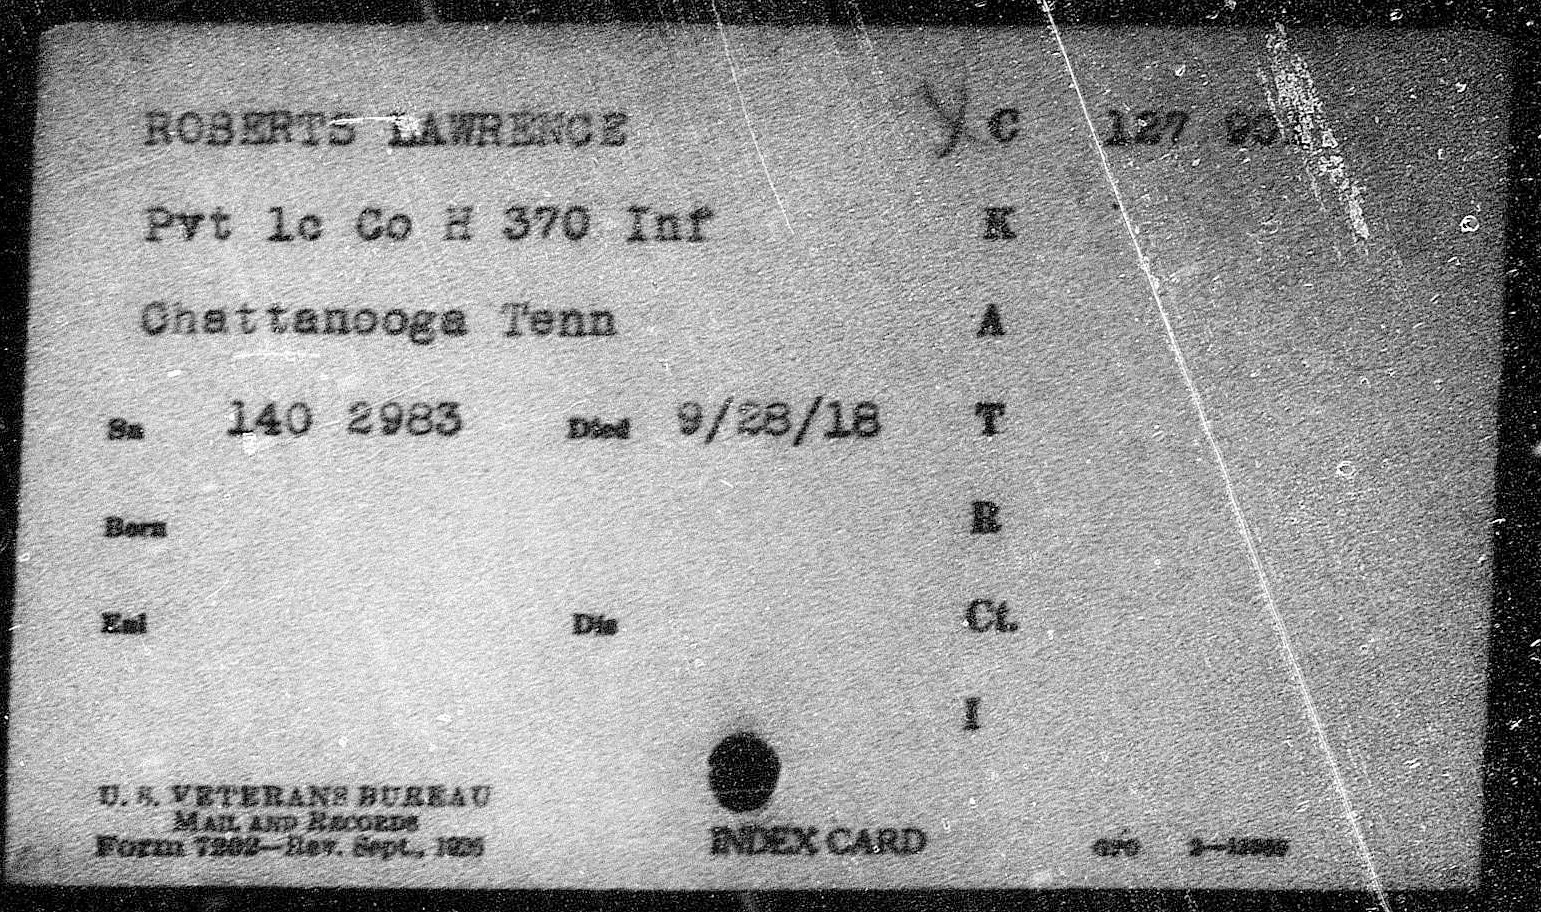 ROBERTS LAWRENCE C 127
Pvt 1c Co H 370 Inf K
Chattanooga Tenn A
Sn 140 2983 Died 9/28/18 T
Born R
Enl Dis Ct.
I
U. S. VETERANS BUREAU
MAIL AND RECORDS
INDEX CARD
Form 7202—Rev. Sept., GPO